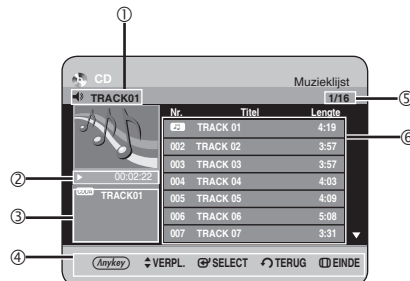 ①
CD
Muzieklijst
TRACK01
1/16
⑤
Nr. Titel Lengte
TRACK 01 4:19
⑥
002 TRACK 02 3:57
003 TRACK 03 3:57
② 00:02:22
004 TRACK 04 4:03
CDDA TRACK01
005 TRACK 05 4:09
③
006 TRACK 06 5:08
007 TRACK 07 3:31
④ Anykey VERPL. SELECT TERUG EINDE